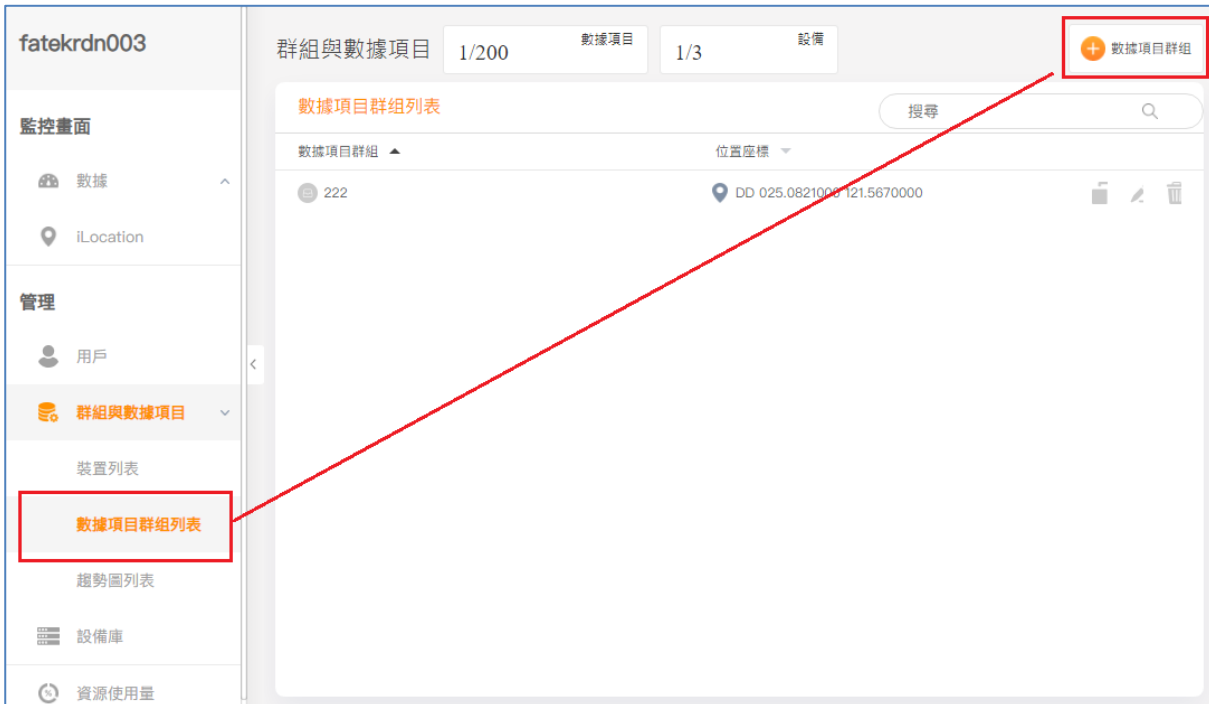 fatekrdn003
監控畫面
數據
iLocation
管理
用戶
群組與數據項目
裝置列表
數據項目群组列表
趨勢圖列表
設備庫
資源使用量
群組與數據項目
1/200 數據項目
1/3 設備
數據項目群组
數據項目群组列表
搜尋
數據項目群組 位置座標
222 DD 025.0821000 121.5670000